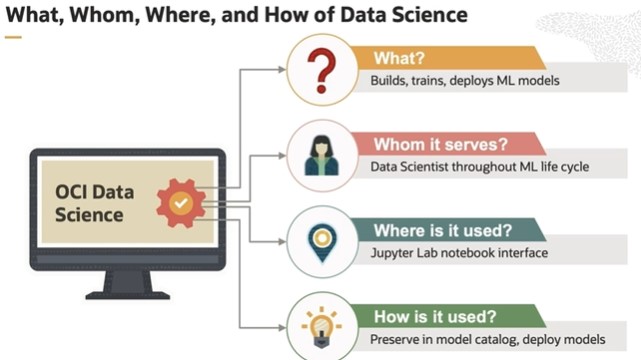 What, Whom, Where, and How of Data Science
OCI Data
Science
What?
Builds, trains, deploys ML models
Whom it serves?
Data Scientist throughout ML life cycle
Where is it used?
Jupyter Lab notebook interface
How is it used?
Preserve in model catalog, deploy models